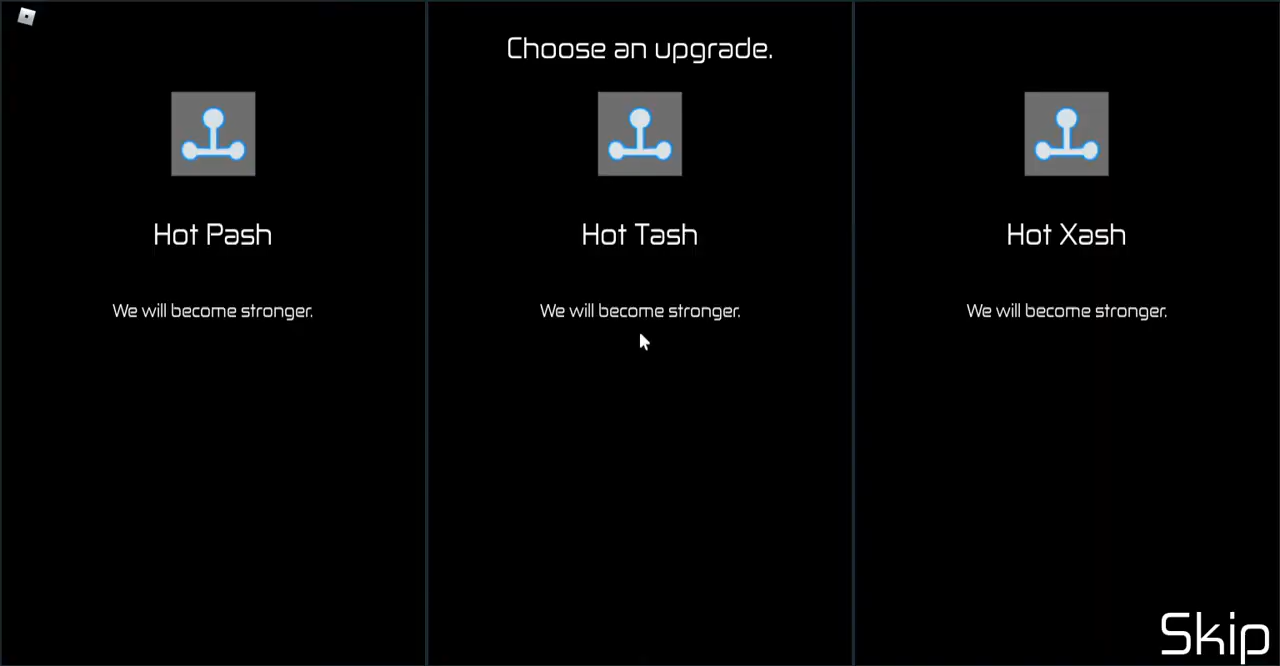 Choose an upgrade.
Hot Pash
We will become stronger.
Hot Tash
We will become stronger.
Hot Xash
We will become stronger.
Skip